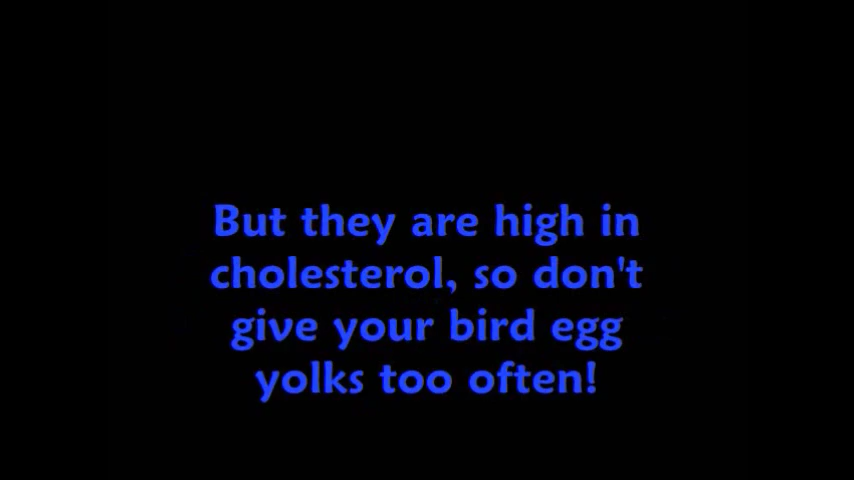 But they are high in
cholesterol, so don't
give your bird egg
yolks too often!